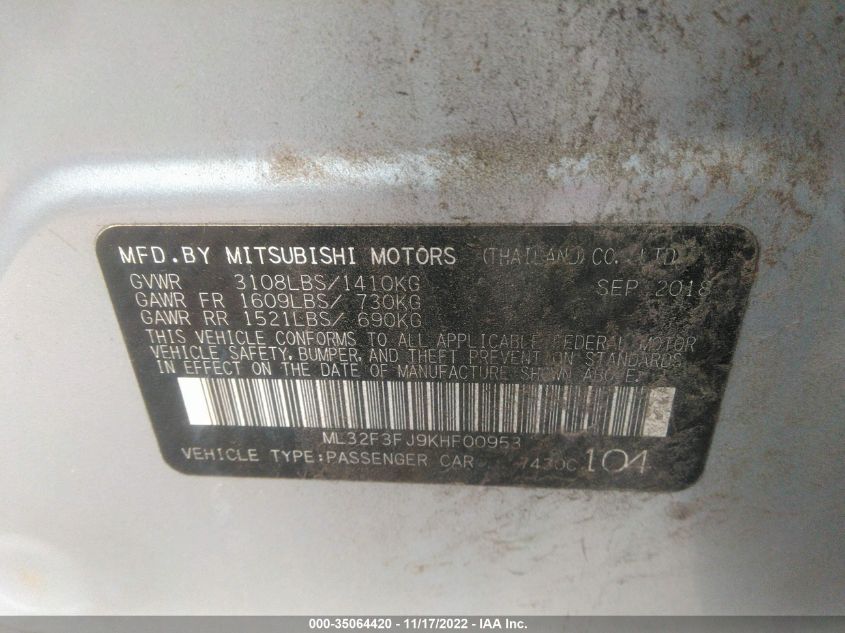 MFD.BY MITSUBISHI MOTORS (THAILAND) CO., LTD
GVWR 3108LBS/1410KG SEP 2018
GAWR FR 1609LBS/ 730KG
GAWR RR 1521LBS/ 690KG
THIS VEHICLE CONFORMS TO ALL APPLICABLE FEDERAL MOTOR
VEHICLE SAFETY, BUMPER, AND THEFT PREVENTION STANDARDS
IN EFFECT ON THE DATE OF MANUFACTURE SHOWN ABOVE.
ML32F3FJ9KHF00953
VEHICLE TYPE:PASSENGER CAR 104
000-35064420 - 11/17/2022 - IAA Inc.